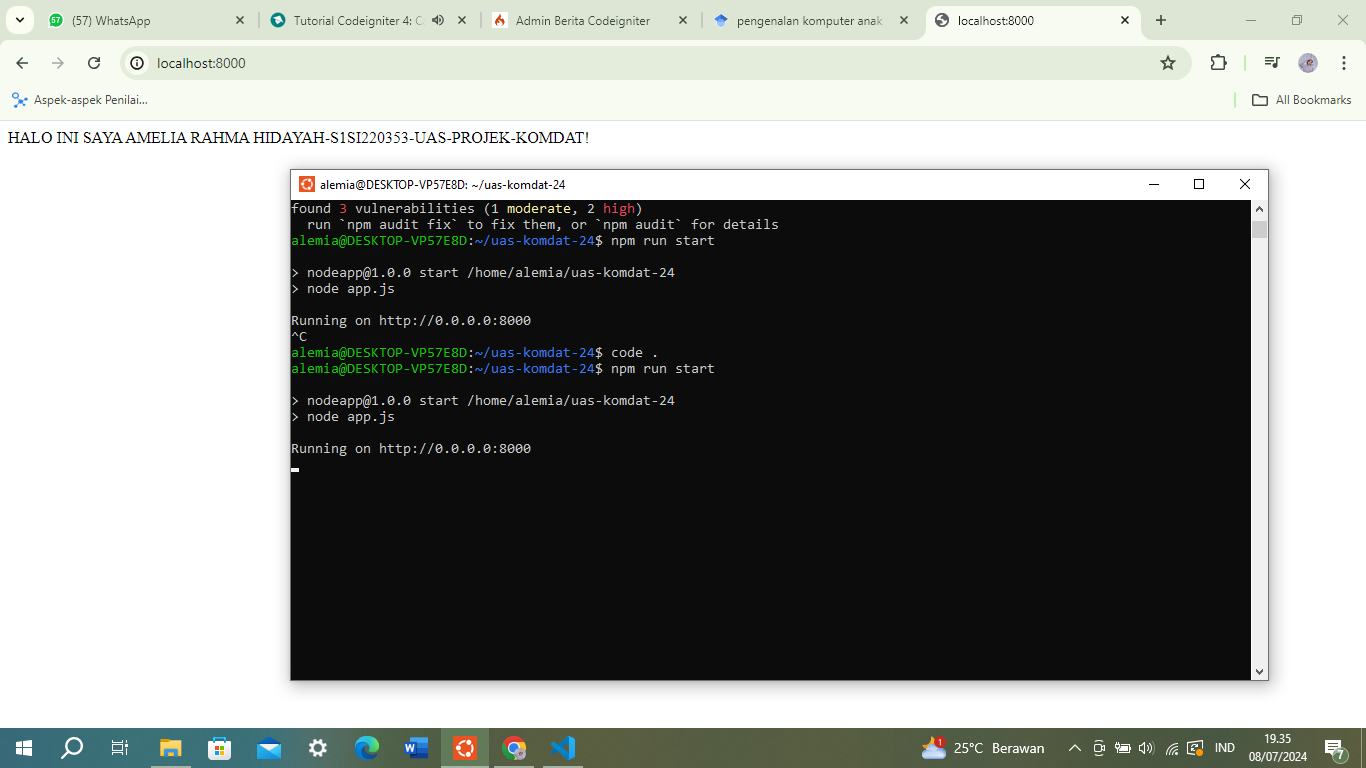 (57) WhatsApp
Tutorial Codeigniter 4: C
Admin Berita Codeigniter
pengenalan komputer anak
localhost:8000
localhost:8000
Aspek-aspek Penilai...
All Bookmarks
HALO INI SAYA AMELIA RAHMA HIDAYAH-S1SI220353-UAS-PROJEK-KOMDAT!
alemia@DESKTOP-VP57E8D: ~/uas-komdat-24
found 3 vulnerabilities (1 moderate, 2 high)
run `npm audit fix` to fix them, or `npm audit` for details
alemia@DESKTOP-VP57E8D:~/uas-komdat-24$ npm run start
> nodeapp@1.0.0 start /home/alemia/uas-komdat-24
> node app.js
Running on http://0.0.0.0:8000
^C
alemia@DESKTOP-VP57E8D:~/uas-komdat-24$ code .
alemia@DESKTOP-VP57E8D:~/uas-komdat-24$ npm run start
> nodeapp@1.0.0 start /home/alemia/uas-komdat-24
> node app.js
Running on http://0.0.0.0:8000
25°C Berawan
IND
19.35
08/07/2024
7